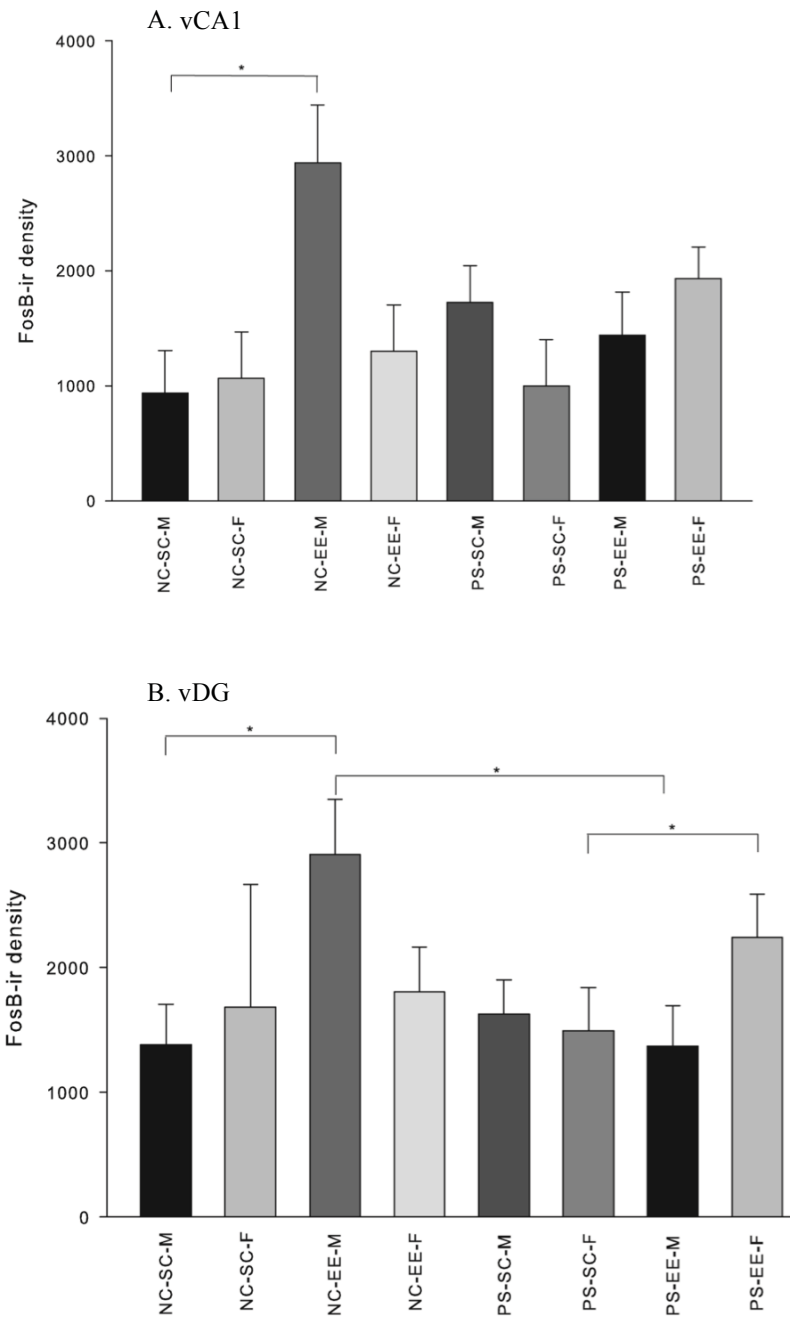 A. vCA1
4000
3000
2000
1000
0
FosB-ir density
*
NC-SC-M
NC-SC-F
NC-EE-M
NC-EE-F
PS-SC-M
PS-SC-F
PS-EE-M
PS-EE-F
B. vDG
4000
3000
2000
1000
0
FosB-ir density
*
*
*
NC-SC-M
NC-SC-F
NC-EE-M
NC-EE-F
PS-SC-M
PS-SC-F
PS-EE-M
PS-EE-F